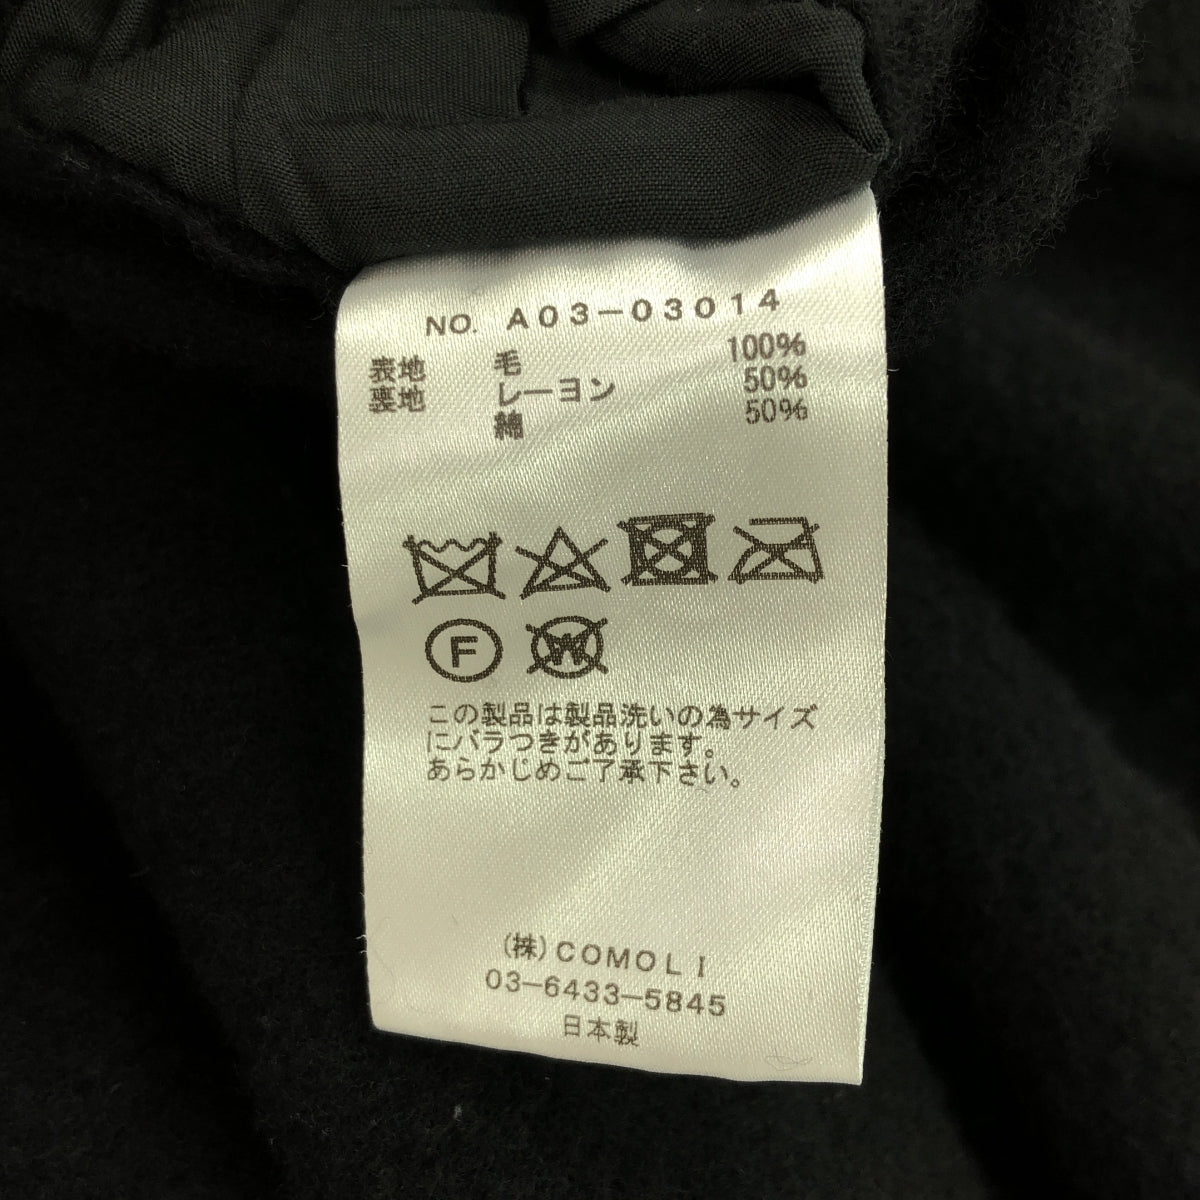 NO. A03-03014
表地 毛 100%
裏地 レーヨン 50%
綿 50%
F
W
この製品は製品洗いの為サイズ
にバラつきがあります。
あらかじめご了承下さい。
(株)COMOLI
03-6433-5845
日本製